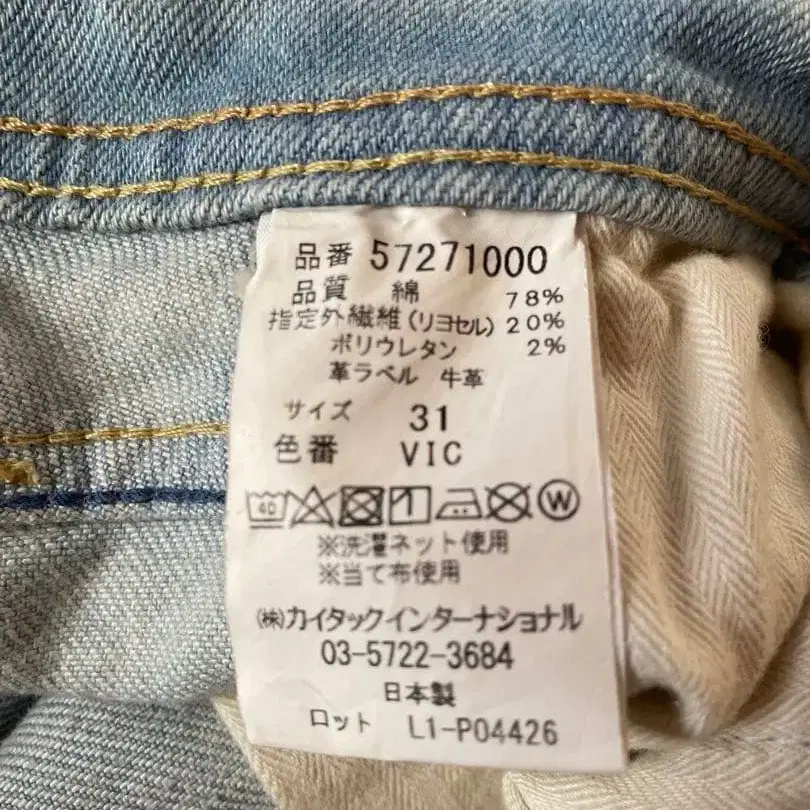 品番 57271000
品質 綿 78%
指定外繊維(リヨセル) 20%
ポリウレタン 2%
革ラベル 牛革
サイズ 31
色番 VIC
40 1 W
※洗濯ネット使用
※当て布使用
㈱カイタックインターナショナル
03-5722-3684
日本製
ロット L1-P04426